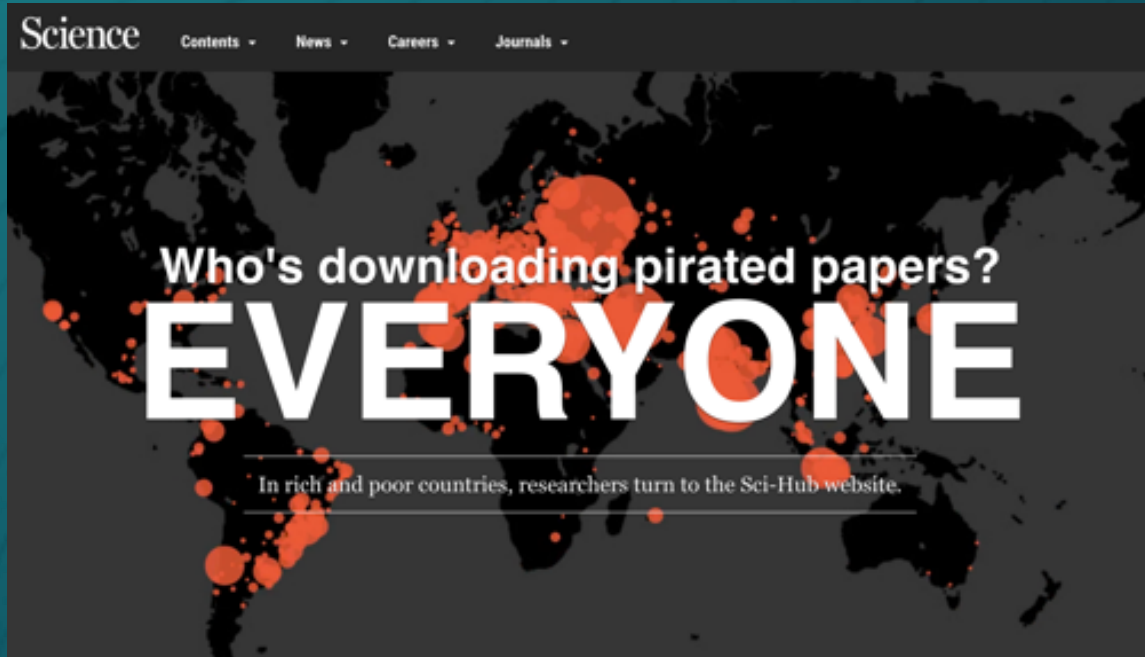 Science
Contents News Careers Journals
Who's downloading pirated papers?
EVERYONE
In rich and poor countries, researchers turn to the Sci-Hub website.